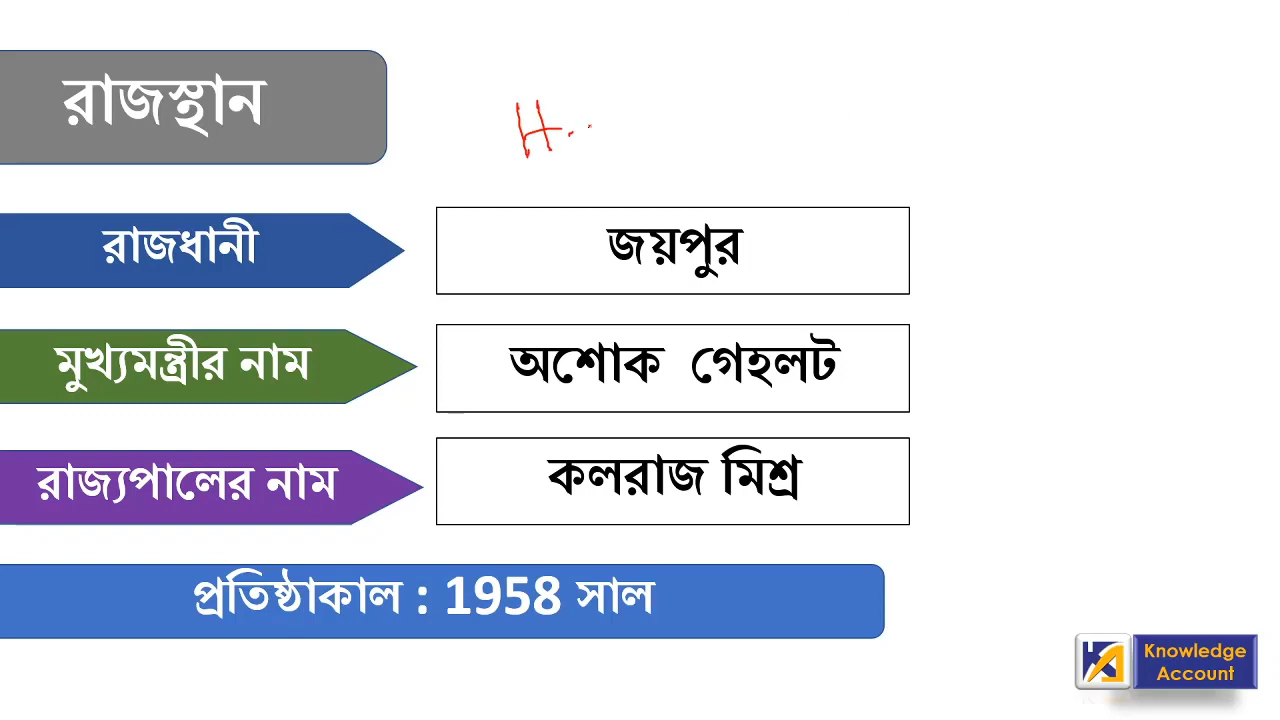 রাজস্থান
H..
রাজধানী
জয়পুর
মুখ্যমন্ত্রীর নাম
অশোক গেহলট
রাজ্যপালের নাম
কলরাজ মিশ্র
প্রতিষ্ঠাকাল : 1958 সাল
Knowledge
Account